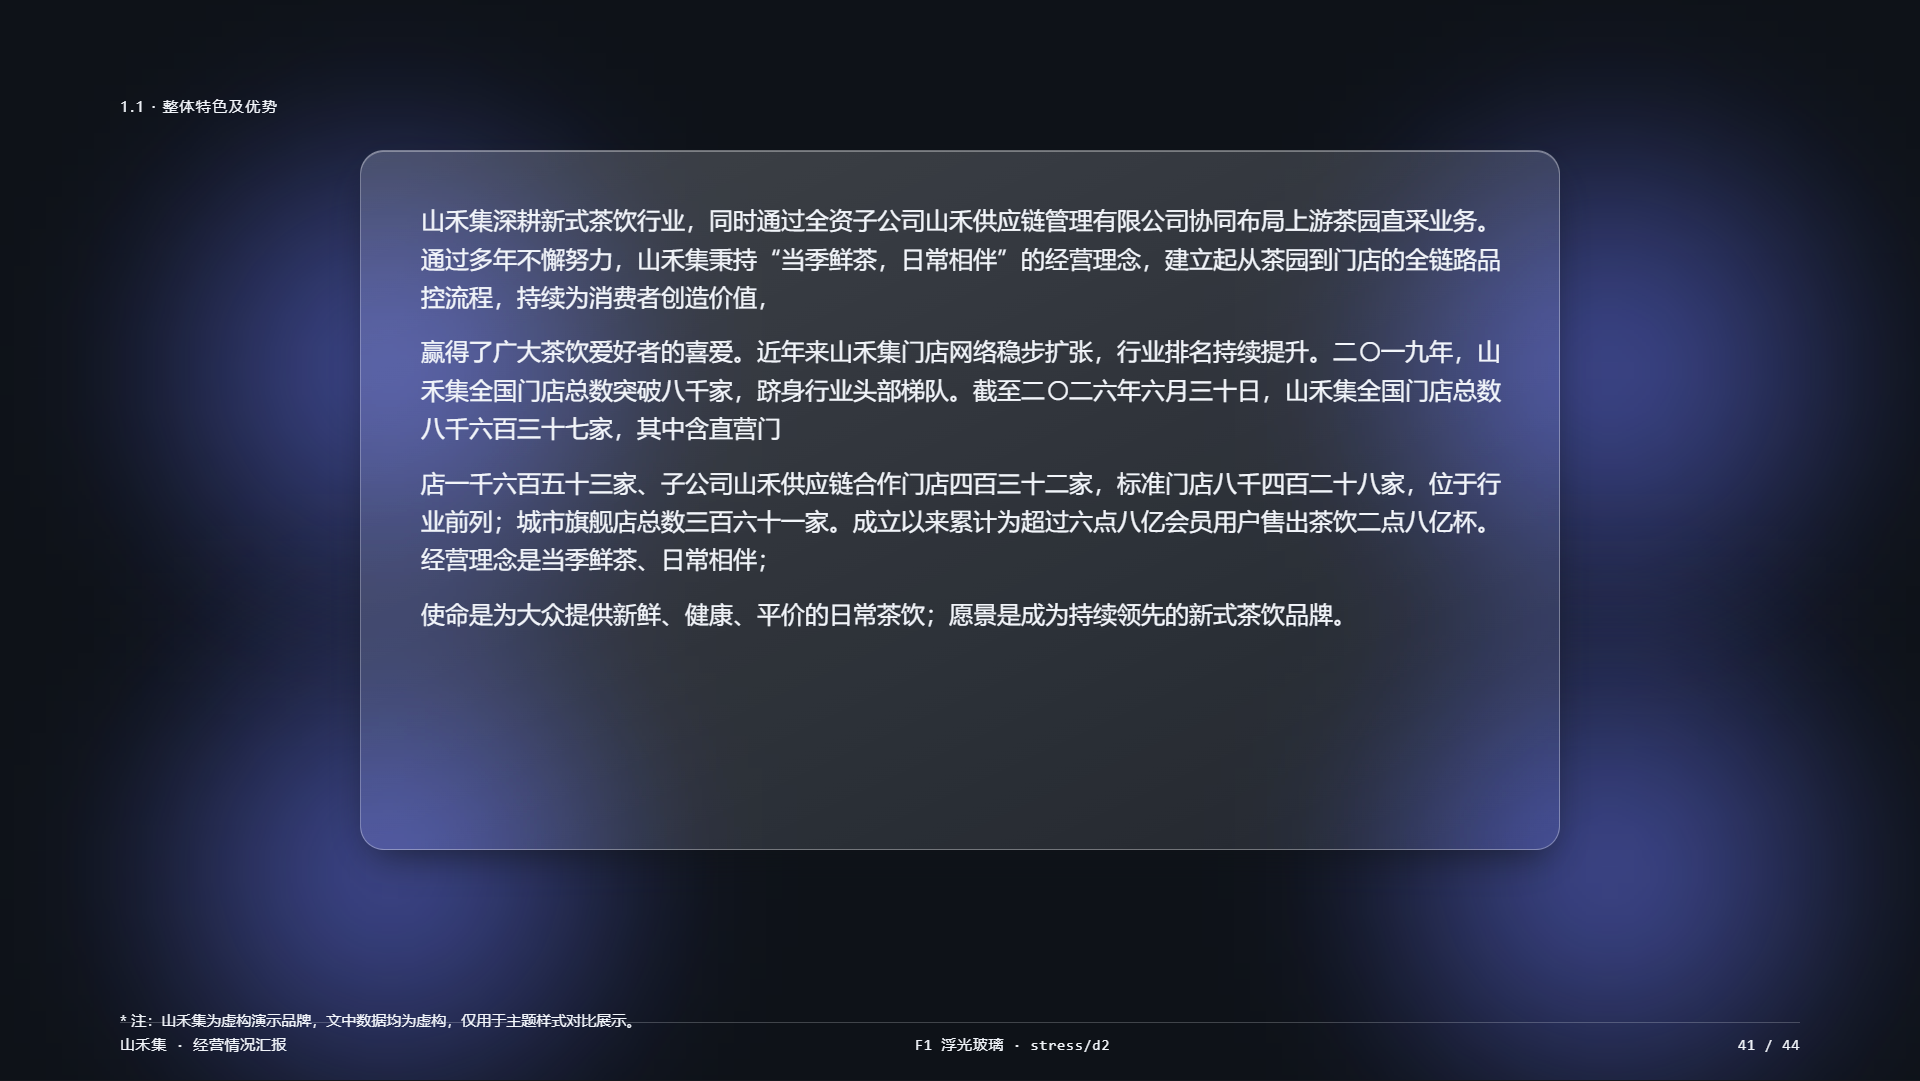 1.1 · 整体特色及优势
山禾集深耕新式茶饮行业，同时通过全资子公司山禾供应链管理有限公司协同布局上游茶园直采业务。
通过多年不懈努力，山禾集秉持“当季鲜茶，日常相伴”的经营理念，建立起从茶园到门店的全链路品
控流程，持续为消费者创造价值，
赢得了广大茶饮爱好者的喜爱。近年来山禾集门店网络稳步扩张，行业排名持续提升。二〇一九年，山
禾集全国门店总数突破八千家，跻身行业头部梯队。截至二〇二六年六月三十日，山禾集全国门店总数
八千六百三十七家，其中含直营门
店一千六百五十三家、子公司山禾供应链合作门店四百三十二家，标准门店八千四百二十八家，位于行
业前列；城市旗舰店总数三百六十一家。成立以来累计为超过六点八亿会员用户售出茶饮二点八亿杯。
经营理念是当季鲜茶、日常相伴；
使命是为大众提供新鲜、健康、平价的日常茶饮；愿景是成为持续领先的新式茶饮品牌。
* 注：山禾集为虚构演示品牌，文中数据均为虚构，仅用于主题样式对比展示。
山禾集 · 经营情况汇报
F1 浮光玻璃 · stress/d2
41 / 44